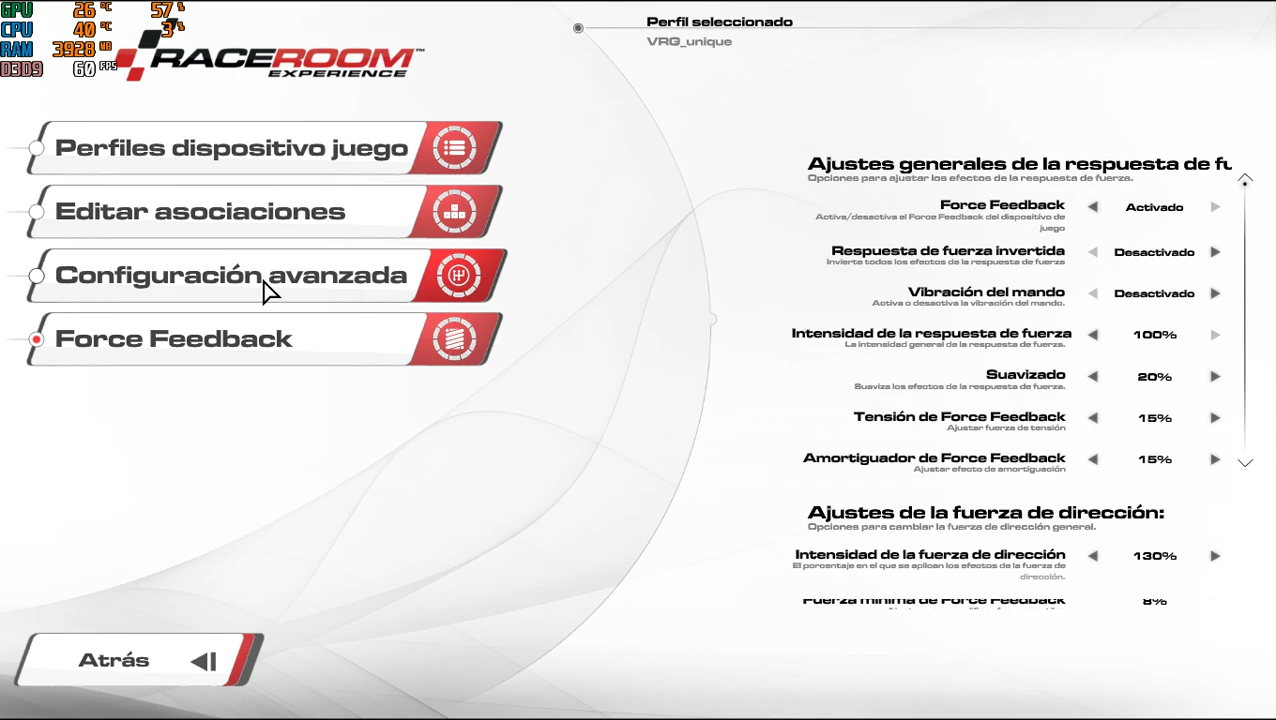 GPU 26 °C 57 %
CPU 40 °C 3 %
RAM 3928 MB
D3D9 60 FPS
RACEROOM™
EXPERIENCE
Perfil seleccionado
VRG_unique
Perfiles dispositivo juego
Editar asociaciones
Configuración avanzada
Force Feedback
Ajustes generales de la respuesta de fu
Opciones para ajustar los efectos de la respuesta de fuerza.
Force Feedback Activado
Activa/desactiva el Force Feedback del dispositivo de
juego
Respuesta de fuerza invertida Desactivado
Invierte todos los efectos de la respuesta de fuerza
Vibración del mando Desactivado
Activa o desactiva la vibración del mando.
Intensidad de la respuesta de fuerza 100%
La intensidad general de la respuesta de fuerza.
Suavizado 20%
Suaviza los efectos de la respuesta de fuerza.
Tensión de Force Feedback 15%
Ajustar fuerza de tensión
Amortiguador de Force Feedback 15%
Ajustar efecto de amortiguación
Ajustes de la fuerza de dirección:
Opciones para cambiar la fuerza de dirección general.
Intensidad de la fuerza de dirección 130%
El porcentaje en el que se aplican los efectos de la fuerza de
dirección.
Fuerza mínima de Force Feedback 8%
Atrás